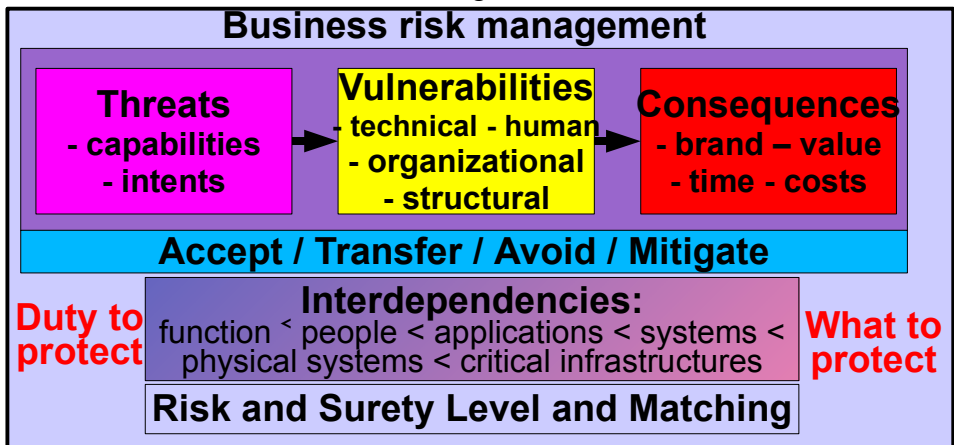 Business risk management
Threats
- capabilities
- intents
Vulnerabilities
- technical - human
- organizational
- structural
Consequences
- brand – value
- time - costs
Accept / Transfer / Avoid / Mitigate
Duty to
protect
Interdependencies:
function < people < applications < systems <
physical systems < critical infrastructures
What to
protect
Risk and Surety Level and Matching